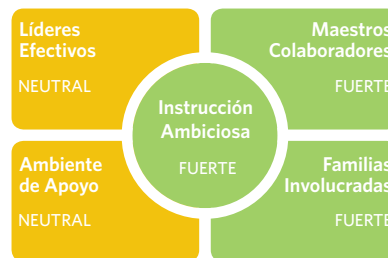 Líderes
Efectivos
NEUTRAL
Maestros
Colaboradores
FUERTE
Instrucción
Ambiciosa
FUERTE
Ambiente
de Apoyo
NEUTRAL
Familias
Involucradas
FUERTE